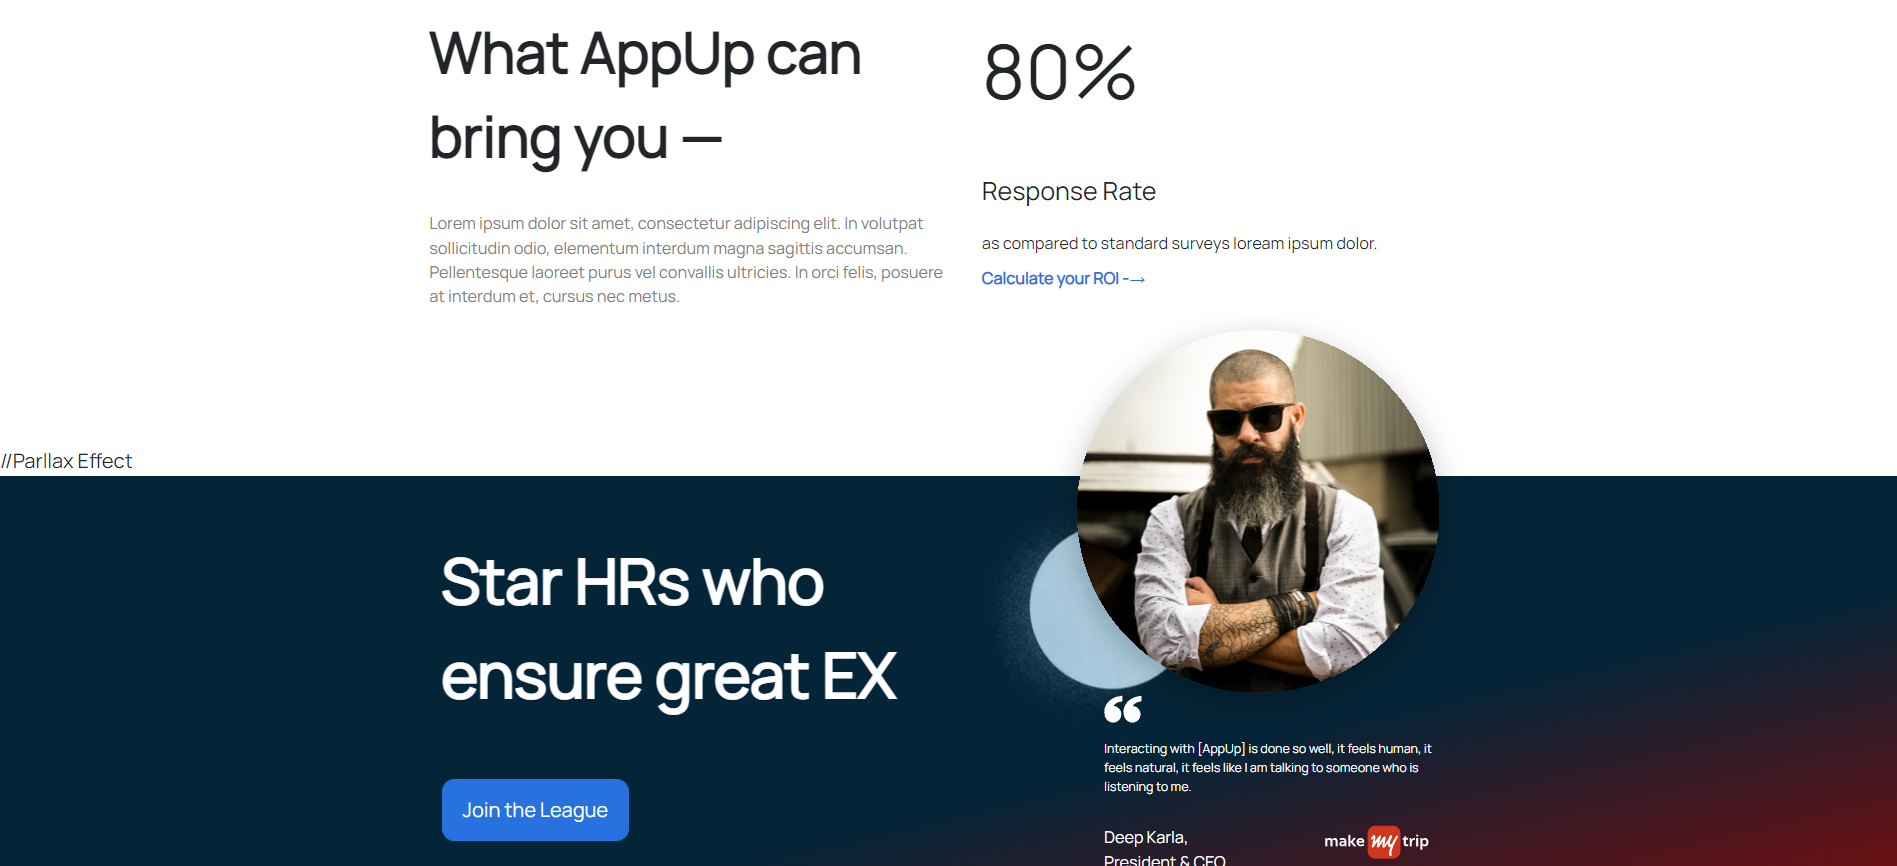 What AppUp can
bring you —
Lorem ipsum dolor sit amet, consectetur adipiscing elit. In volutpat
sollicitudin odio, elementum interdum magna sagittis accumsan.
Pellentesque laoreet purus vel convallis ultricies. In orci felis, posuere
at interdum et, cursus nec metus.
80%
Response Rate
as compared to standard surveys loream ipsum dolor.
Calculate your ROI -→
//Parllax Effect
Star HRs who
ensure great EX
Join the League
“
Interacting with [AppUp] is done so well, it feels human, it
feels natural, it feels like I am talking to someone who is
listening to me.
Deep Karla,
President & CEO
make my trip